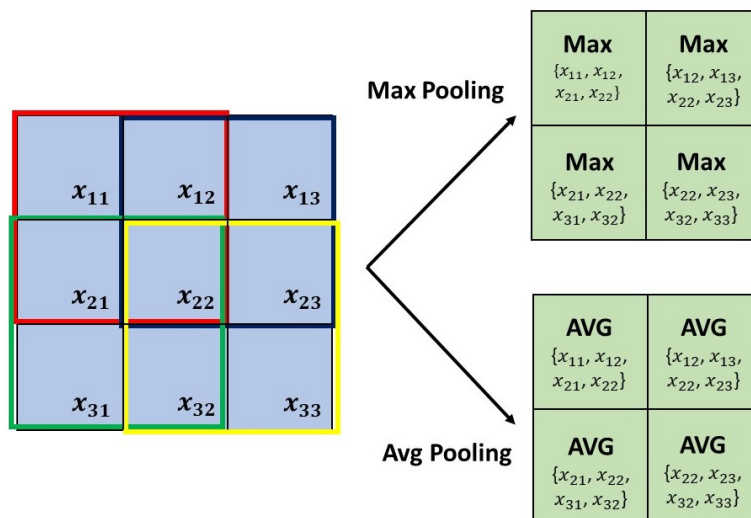 x₁₁ x₁₂ x₁₃
x₂₁ x₂₂ x₂₃
x₃₁ x₃₂ x₃₃
Max Pooling
Max
{x₁₁, x₁₂,
x₂₁, x₂₂}
Max
{x₁₂, x₁₃,
x₂₂, x₂₃}
Max
{x₂₁, x₂₂,
x₃₁, x₃₂}
Max
{x₂₂, x₂₃,
x₃₂, x₃₃}
Avg Pooling
AVG
{x₁₁, x₁₂,
x₂₁, x₂₂}
AVG
{x₁₂, x₁₃,
x₂₂, x₂₃}
AVG
{x₂₁, x₂₂,
x₃₁, x₃₂}
AVG
{x₂₂, x₂₃,
x₃₂, x₃₃}